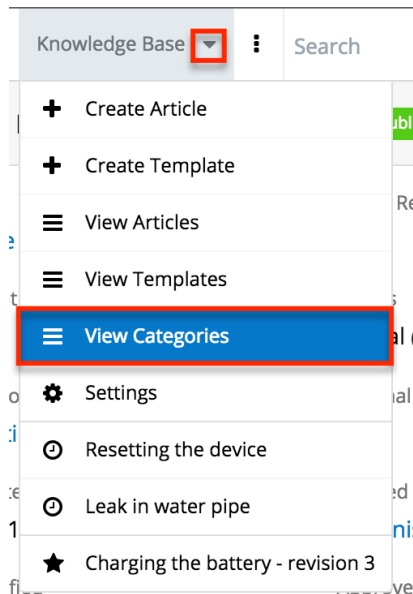 Knowledge Base
Search
Create Article
Create Template
View Articles
View Templates
View Categories
Settings
Resetting the device
Leak in water pipe
Charging the battery - revision 3